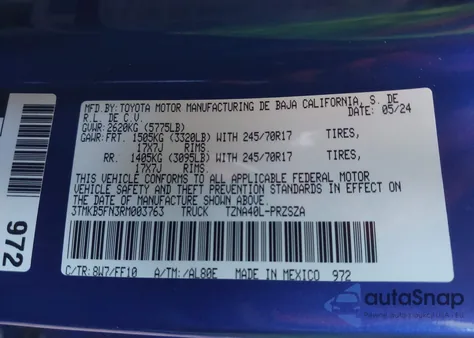 MFD.BY:TOYOTA MOTOR MANUFACTURING DE BAJA CALIFORNIA, S. DE
R.L. DE C.V. DATE: 05/24
GVWR: 2620KG (5775LB)
GAWR:FRT. 1505KG (3320LB) WITH 245/70R17 TIRES,
17X7J RIMS.
RR. 1405KG (3095LB) WITH 245/70R17 TIRES,
17X7J RIMS.
THIS VEHICLE CONFORMS TO ALL APPLICABLE FEDERAL MOTOR
VEHICLE SAFETY AND THEFT PREVENTION STANDARDS IN EFFECT ON
THE DATE OF MANUFACTURE SHOWN ABOVE.
3TMKB5FN3RM003763 TRUCK TZNA40L-PRZSZA
C/TR:8W7/FF10 A/TM:/AL80E MADE IN MEXICO 972
972
autoSnap